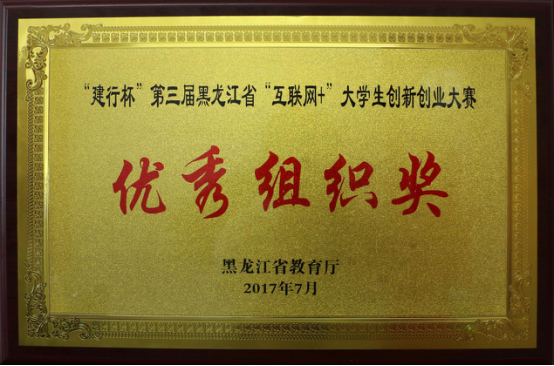 “建行杯”第三届黑龙江省“互联网+”大学生创新创业大赛
优秀组织奖
黑龙江省教育厅
2017年7月